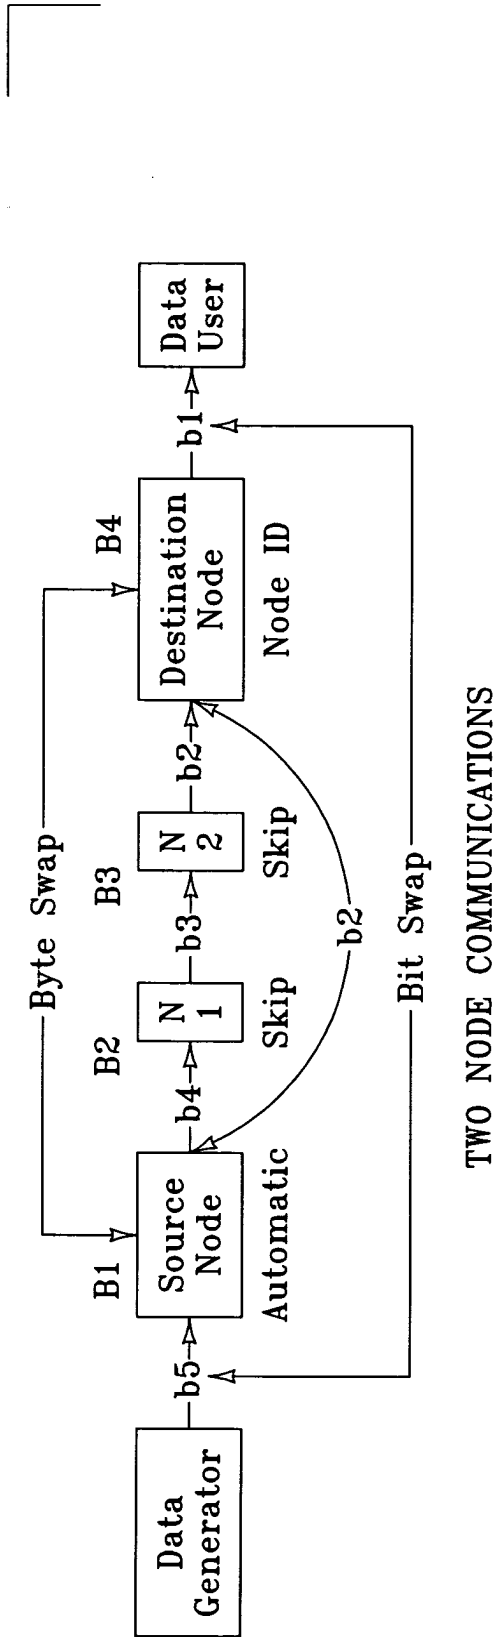 Byte Swap
B1
B2
B3
B4
Data
Generator
b5
Source
Node
b4
N
1
b3
N
2
b2
Destination
Node
b1
Data
User
Automatic
Skip
Skip
Node ID
b2
Bit Swap
TWO NODE COMMUNICATIONS